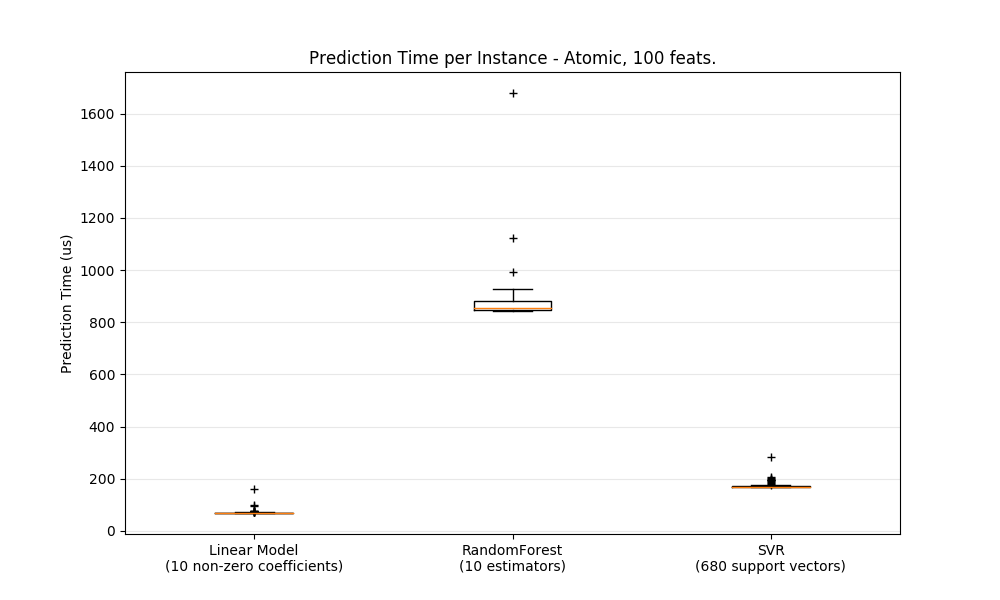 Prediction Time per Instance - Atomic, 100 feats.
Prediction Time (us)
1600
1400
1200
1000
800
600
400
200
0
Linear Model
(10 non-zero coefficients)
RandomForest
(10 estimators)
SVR
(680 support vectors)